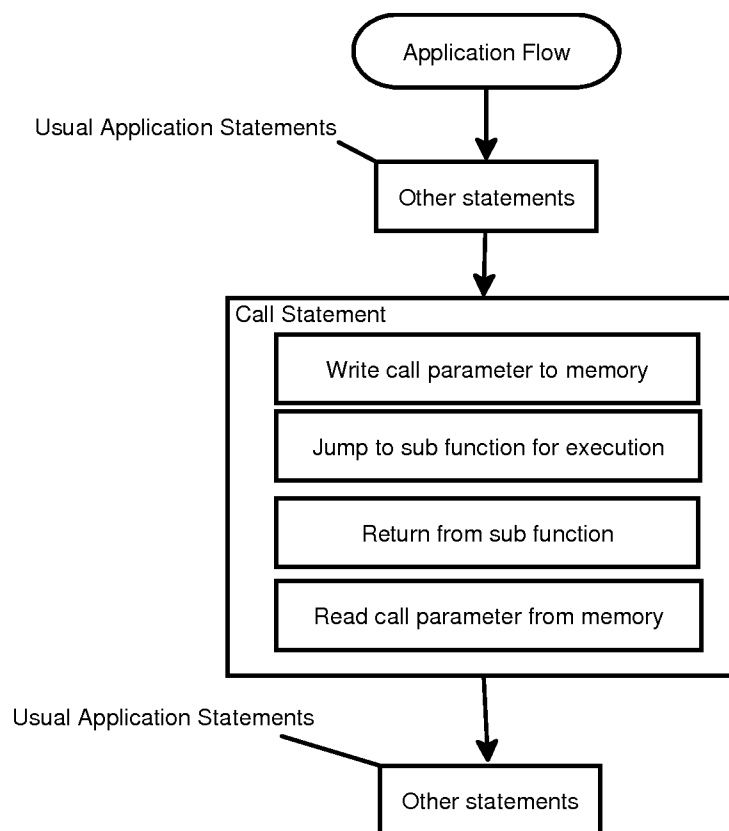 Application Flow
Usual Application Statements
Other statements
Call Statement
Write call parameter to memory
Jump to sub function for execution
Return from sub function
Read call parameter from memory
Usual Application Statements
Other statements